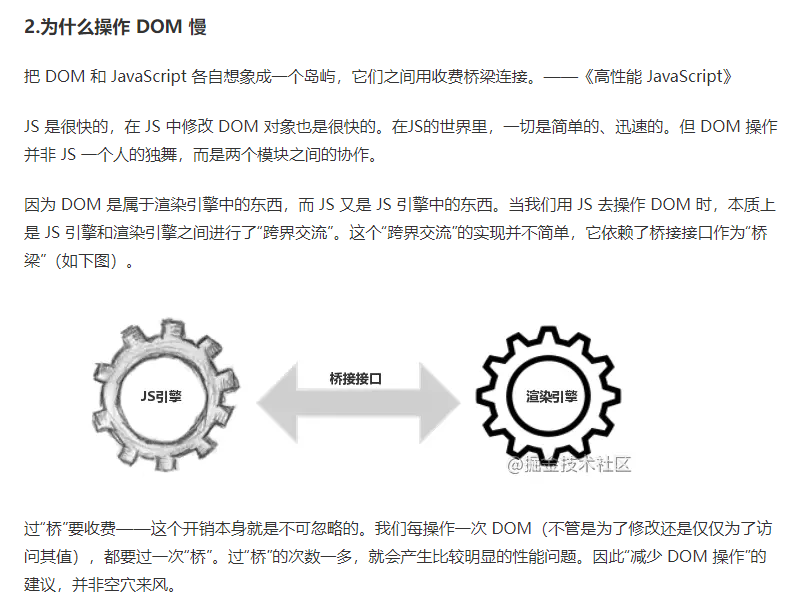 2.为什么操作 DOM 慢
把 DOM 和 JavaScript 各自想象成一个岛屿，它们之间用收费桥梁连接。——《高性能 JavaScript》
JS 是很快的，在 JS 中修改 DOM 对象也是很快的。在JS的世界里，一切是简单的、迅速的。但 DOM 操作
并非 JS 一个人的独舞，而是两个模块之间的协作。
因为 DOM 是属于渲染引擎中的东西，而 JS 又是 JS 引擎中的东西。当我们用 JS 去操作 DOM 时，本质上
是 JS 引擎和渲染引擎之间进行了“跨界交流”。这个“跨界交流”的实现并不简单，它依赖了桥接接口作为“桥
梁”（如下图）。
JS引擎
桥接接口
渲染引擎
@掘金技术社区
过“桥”要收费——这个开销本身就是不可忽略的。我们每操作一次 DOM（不管是为了修改还是仅仅为了访
问其值），都要过一次“桥”。过“桥”的次数一多，就会产生比较明显的性能问题。因此“减少 DOM 操作”的
建议，并非空穴来风。